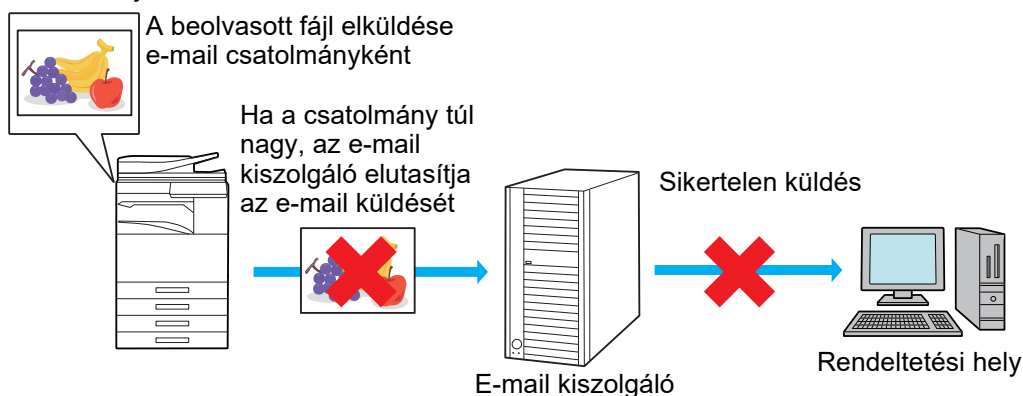 A beolvasott fájl elküldése
e-mail csatolmányként
Ha a csatolmány túl
nagy, az e-mail
kiszolgáló elutasítja
az e-mail küldését
Sikertelen küldés
E-mail kiszolgáló
Rendeltetési hely